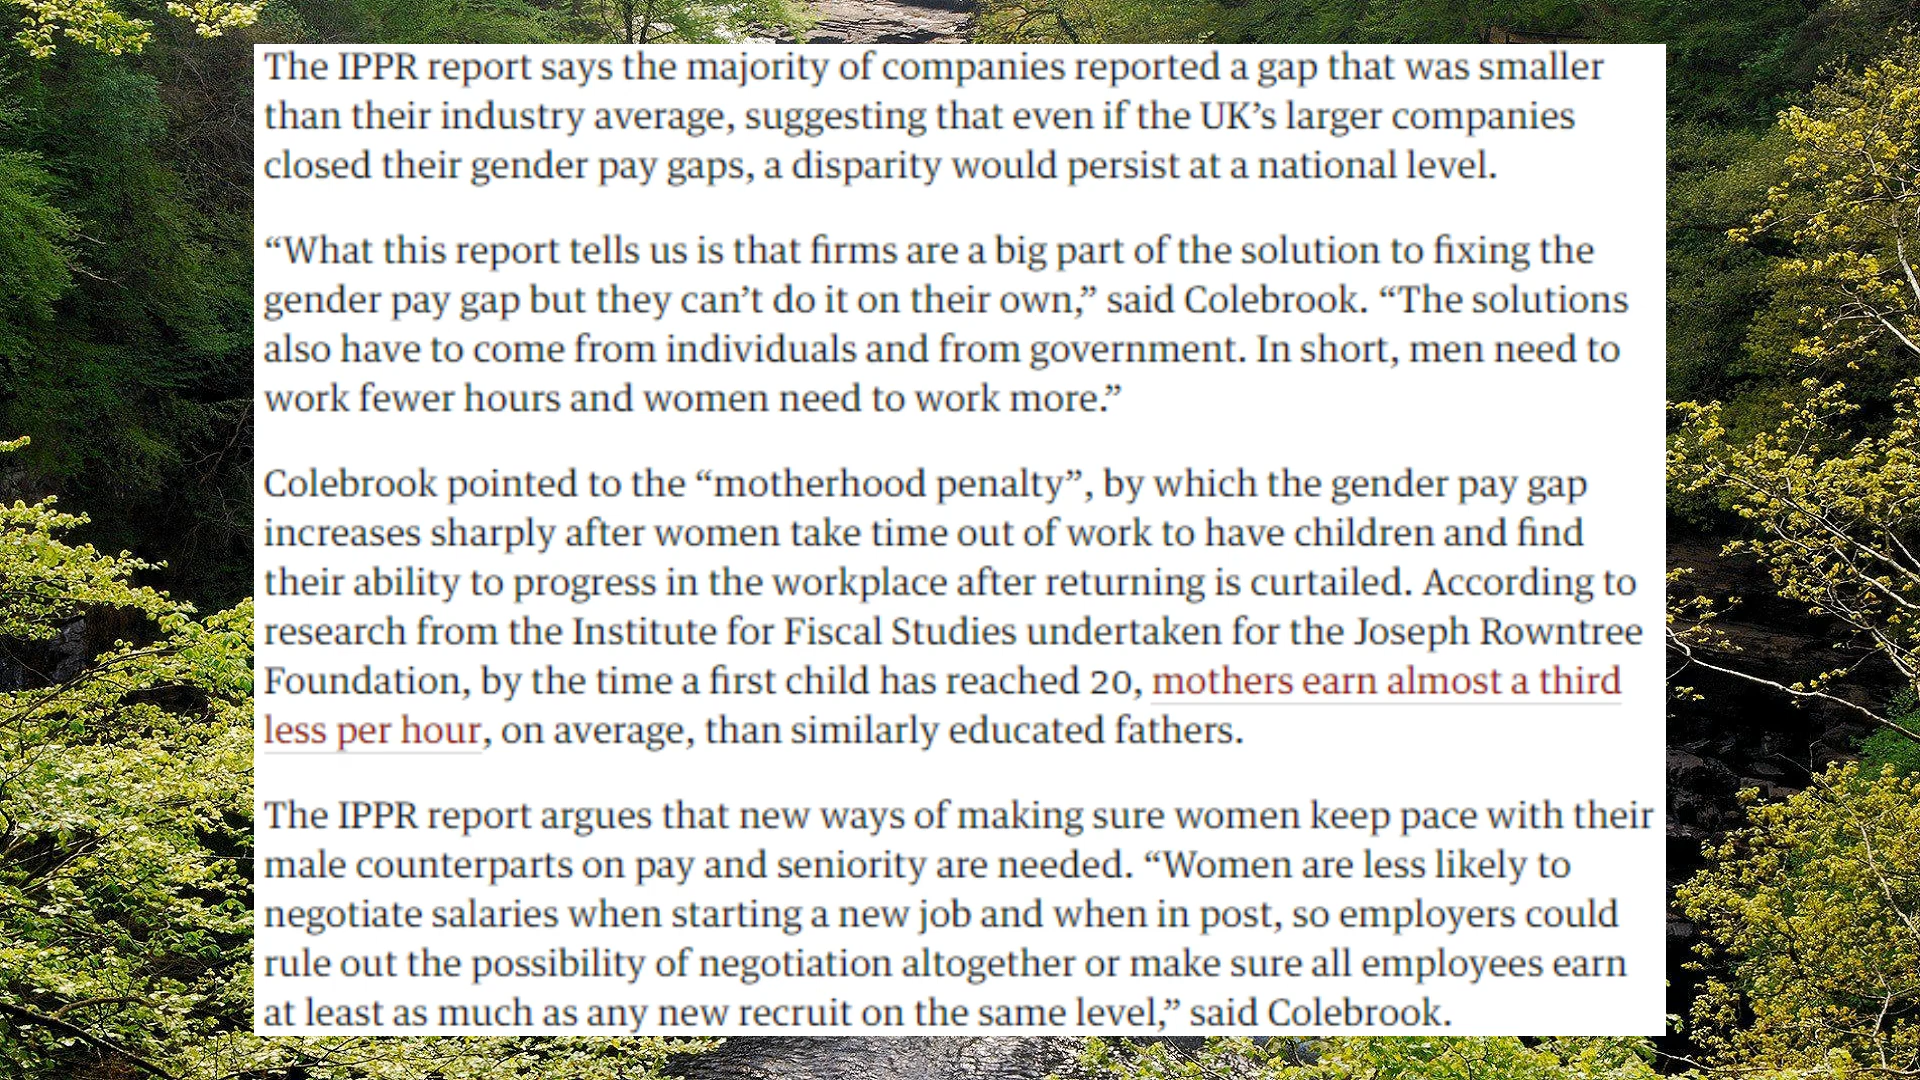 The IPPR report says the majority of companies reported a gap that was smaller
than their industry average, suggesting that even if the UK’s larger companies
closed their gender pay gaps, a disparity would persist at a national level.
“What this report tells us is that firms are a big part of the solution to fixing the
gender pay gap but they can’t do it on their own,” said Colebrook. “The solutions
also have to come from individuals and from government. In short, men need to
work fewer hours and women need to work more.”
Colebrook pointed to the “motherhood penalty”, by which the gender pay gap
increases sharply after women take time out of work to have children and find
their ability to progress in the workplace after returning is curtailed. According to
research from the Institute for Fiscal Studies undertaken for the Joseph Rowntree
Foundation, by the time a first child has reached 20, mothers earn almost a third
less per hour, on average, than similarly educated fathers.
The IPPR report argues that new ways of making sure women keep pace with their
male counterparts on pay and seniority are needed. “Women are less likely to
negotiate salaries when starting a new job and when in post, so employers could
rule out the possibility of negotiation altogether or make sure all employees earn
at least as much as any new recruit on the same level,” said Colebrook.